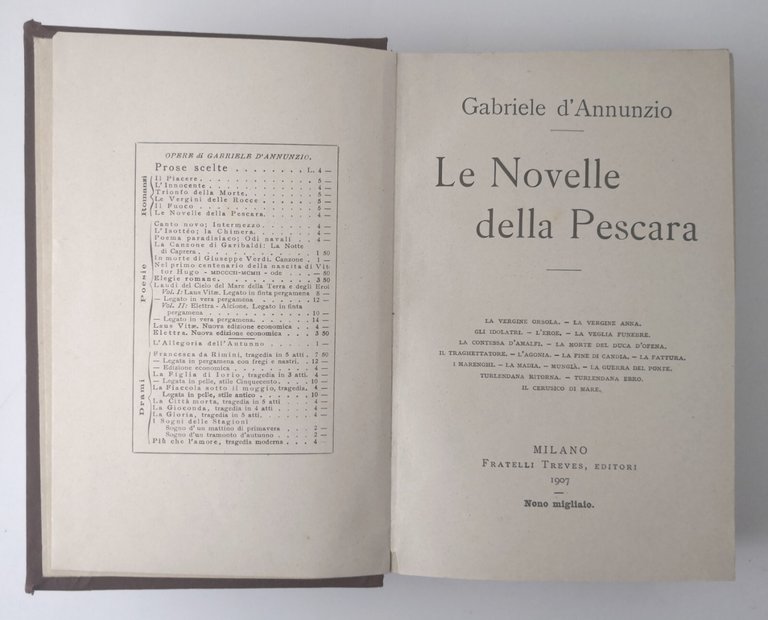 OPERE di GABRIELE D'ANNUNZIO.
Prose scelte . . . . . . . . L. 4 —
Romanzi
Il Piacere. . . . . . . . . . . 5 —
L'Innocente . . . . . . . . . . 4 —
Trionfo della Morte. . . . . . . 5 —
Le Vergini delle Rocce . . . . . 5 —
Il Fuoco . . . . . . . . . . . 5 —
Le Novelle della Pescara. . . . . 4 —
Poesie
Canto novo; Intermezzo. . . . . 4 —
L'Isottèo; la Chimera. . . . . . 4 —
Poema paradisiaco; Odi navali . . 4 —
La Canzone di Garibaldi: La Notte
di Caprera. . . . . . . . . . 1 50
In morte di Giuseppe Verdi. Canzone . 1 —
Nel primo centenario della nascita di Vit-
tor Hugo - MDCCCII-MCMII - ode . . — 50
Elegie romane. . . . . . . . . 3 50
Laudi del Cielo del Mare della Terra e degli Eroi
Vol. I: Laus Vitæ. Legato in finta pergamena 8 —
— Legato in vera pergamena . . . . 12 —
Vol. II: Elettra - Alcione. Legato in finta
pergamena . . . . . . . . . 10 —
— Legato in vera pergamena. . . . . 14 —
Laus Vitæ. Nuova edizione economica . . 4 —
Elettra. Nuova edizione economica . . . 3 50
L'Allegoria dell'Autunno . . . . . 1 —
Drami
Francesca da Rimini, tragedia in 5 atti . 7 50
— Legata in pergamena con fregi e nastri. . 12 —
— Edizione economica . . . . . . 4 —
La Figlia di Iorio, tragedia in 3 atti. 4 —
— Legata in pelle, stile Cinquecento. . . 10 —
La Fiaccola sotto il moggio, tragedia. 4 —
Legata in pelle, stile antico . . . . 10 —
La Città morta, tragedia in 5 atti . . 4 —
La Gioconda, tragedia in 4 atti . . . 4 —
La Gloria, tragedia in 5 atti. . . . . 4 —
I Sogni delle Stagioni
Sogno d'un mattino di primavera . . . 2 —
Sogno d'un tramonto d'autunno . . . 2 —
Più che l'amore, tragedia moderna . . . 4 —
Gabriele d'Annunzio
Le Novelle
della Pescara
LA VERGINE ORSOLA. – LA VERGINE ANNA.
GLI IDOLATRI. – L'EROE. – LA VEGLIA FUNEBRE.
LA CONTESSA D'AMALFI. – LA MORTE DEL DUCA D'OFENA.
IL TRAGHETTATORE. – L'AGONIA. – LA FINE DI CANDIA. – LA FATTURA.
I MARENGHI. – LA MADIA. – MUNGIÀ. – LA GUERRA DEL PONTE.
TURLENDANA RITORNA. – TURLENDANA EBRO.
IL CERUSICO DI MARE.
MILANO
FRATELLI TREVES, EDITORI
1907
Nono migliaio.